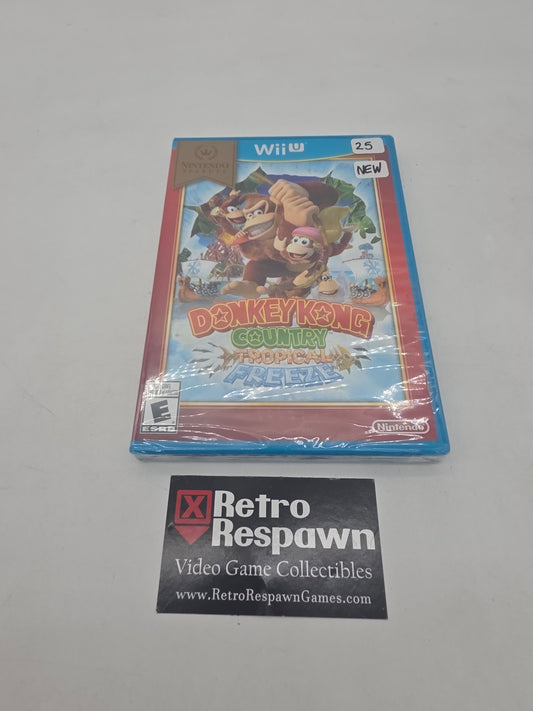 NINTENDO
SELECTS
Wii U
25
NEW
DONKEY KONG
COUNTRY
TROPICAL
FREEZE
E
ESRB
Nintendo
Retro
Respawn
Video Game Collectibles
www.RetroRespawnGames.com